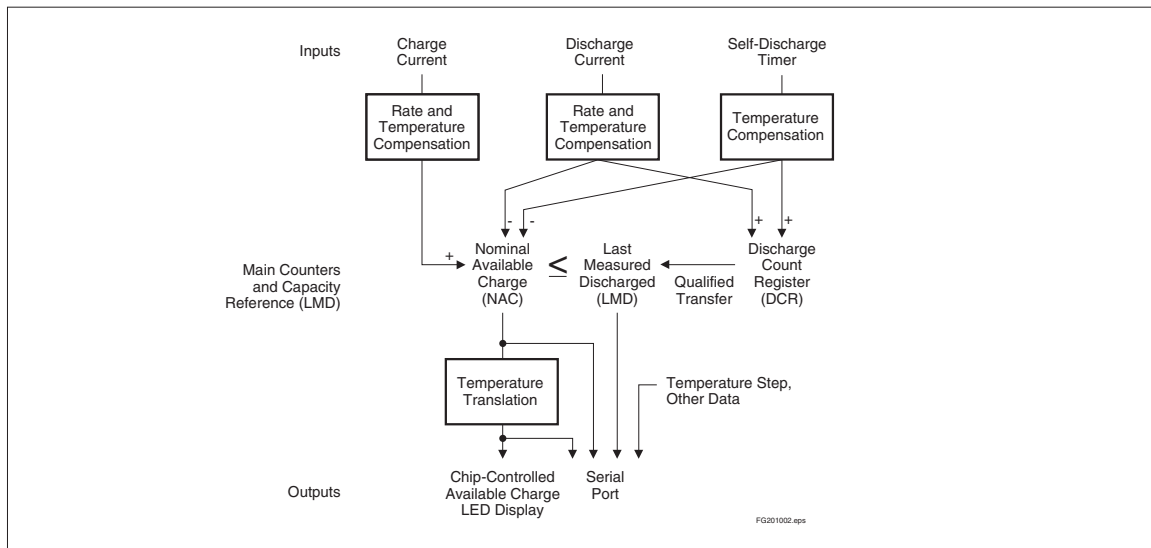 Inputs
Charge
Current
Discharge
Current
Self-Discharge
Timer
Rate and
Temperature
Compensation
Rate and
Temperature
Compensation
Temperature
Compensation
- -
+ +
+
Main Counters
and Capacity
Reference (LMD)
Nominal
Available
Charge
(NAC)
≤
Last
Measured
Discharged
(LMD)
Qualified
Transfer
Discharge
Count
Register
(DCR)
Temperature
Translation
Temperature Step,
Other Data
Outputs
Chip-Controlled
Available Charge
LED Display
Serial
Port
FG201002.eps